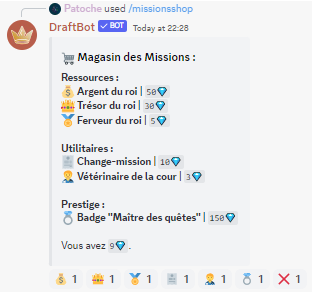 Patoche used /missionsshop
DraftBot ✓ BOT Today at 22:28
🛒 Magasin des Missions :
Ressources :
💰 Argent du roi | 50💎
👑 Trésor du roi | 30💎
🏅 Ferveur du roi | 5💎
Utilitaires :
📃 Change-mission | 10💎
🧑‍⚕️ Vétérinaire de la cour | 3💎
Prestige :
💍 Badge "Maître des quêtes" | 150💎
Vous avez 9💎.
💰 1 👑 1 🏅 1 📃 1 🧑‍⚕️ 1 💍 1 ❌ 1